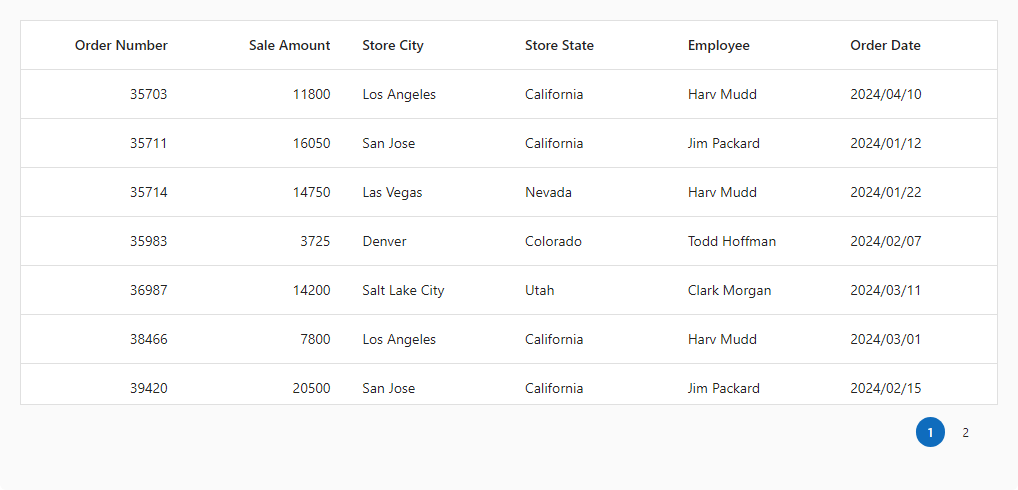 Order Number Sale Amount Store City Store State Employee Order Date
35703 11800 Los Angeles California Harv Mudd 2024/04/10
35711 16050 San Jose California Jim Packard 2024/01/12
35714 14750 Las Vegas Nevada Harv Mudd 2024/01/22
35983 3725 Denver Colorado Todd Hoffman 2024/02/07
36987 14200 Salt Lake City Utah Clark Morgan 2024/03/11
38466 7800 Los Angeles California Harv Mudd 2024/03/01
39420 20500 San Jose California Jim Packard 2024/02/15
1 2